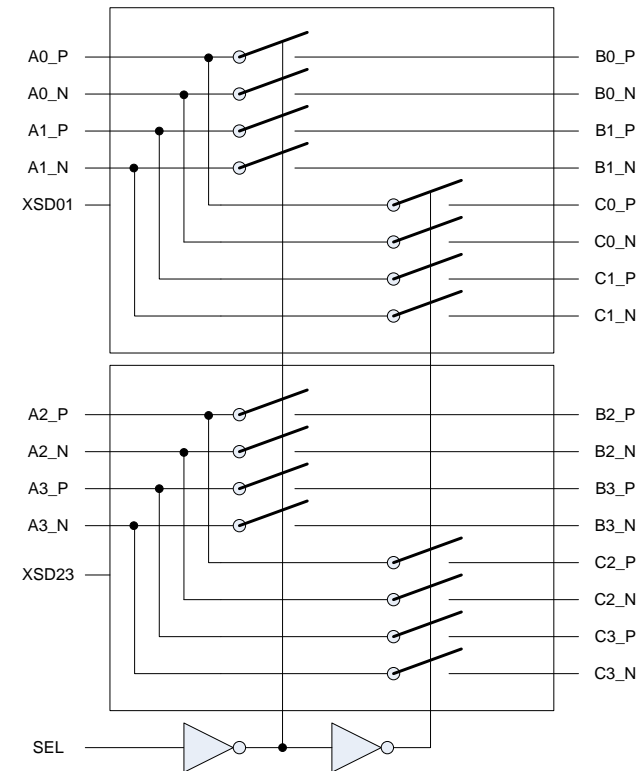 A0_P B0_P
A0_N B0_N
A1_P B1_P
A1_N B1_N
XSD01 C0_P
C0_N
C1_P
C1_N
A2_P B2_P
A2_N B2_N
A3_P B3_P
A3_N B3_N
C2_P
XSD23
C2_N
C3_P
C3_N
SEL